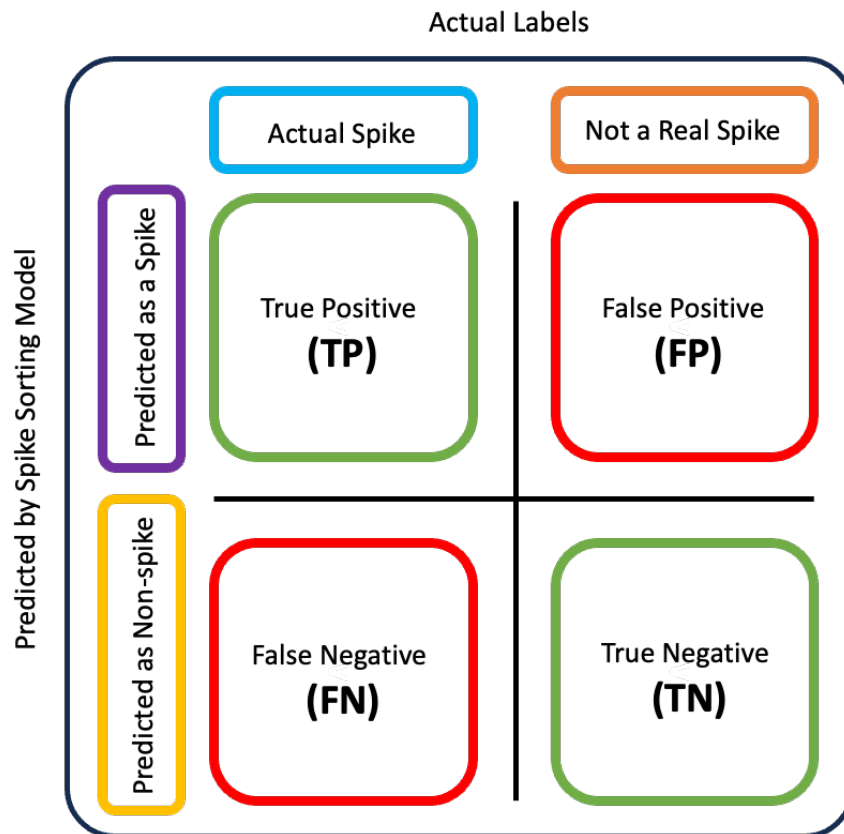 Actual Labels
Actual Spike
Not a Real Spike
Predicted by Spike Sorting Model
Predicted as a Spike
True Positive
(TP)
False Positive
(FP)
Predicted as Non-spike
False Negative
(FN)
True Negative
(TN)